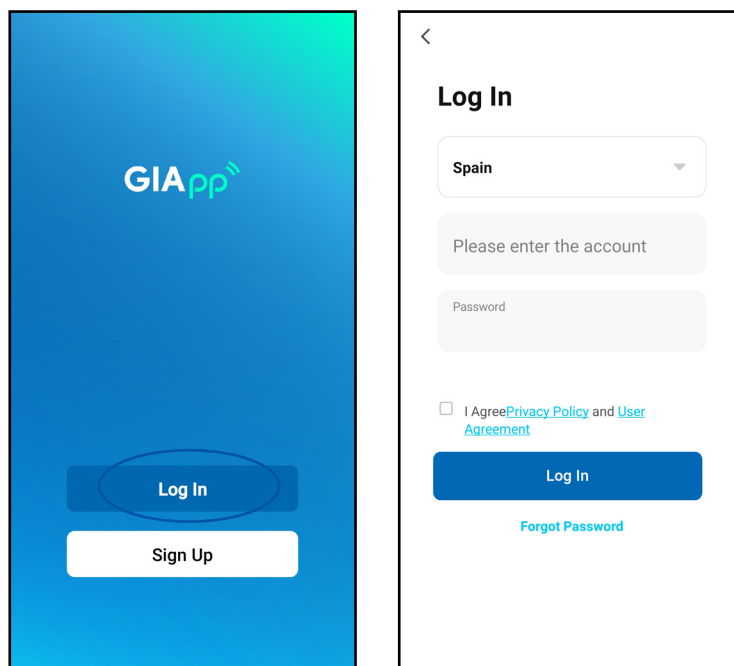 GIApp
Log In
Sign Up
Log In
Spain
Please enter the account
Password
I AgreePrivacy Policy and User
Agreement
Log In
Forgot Password